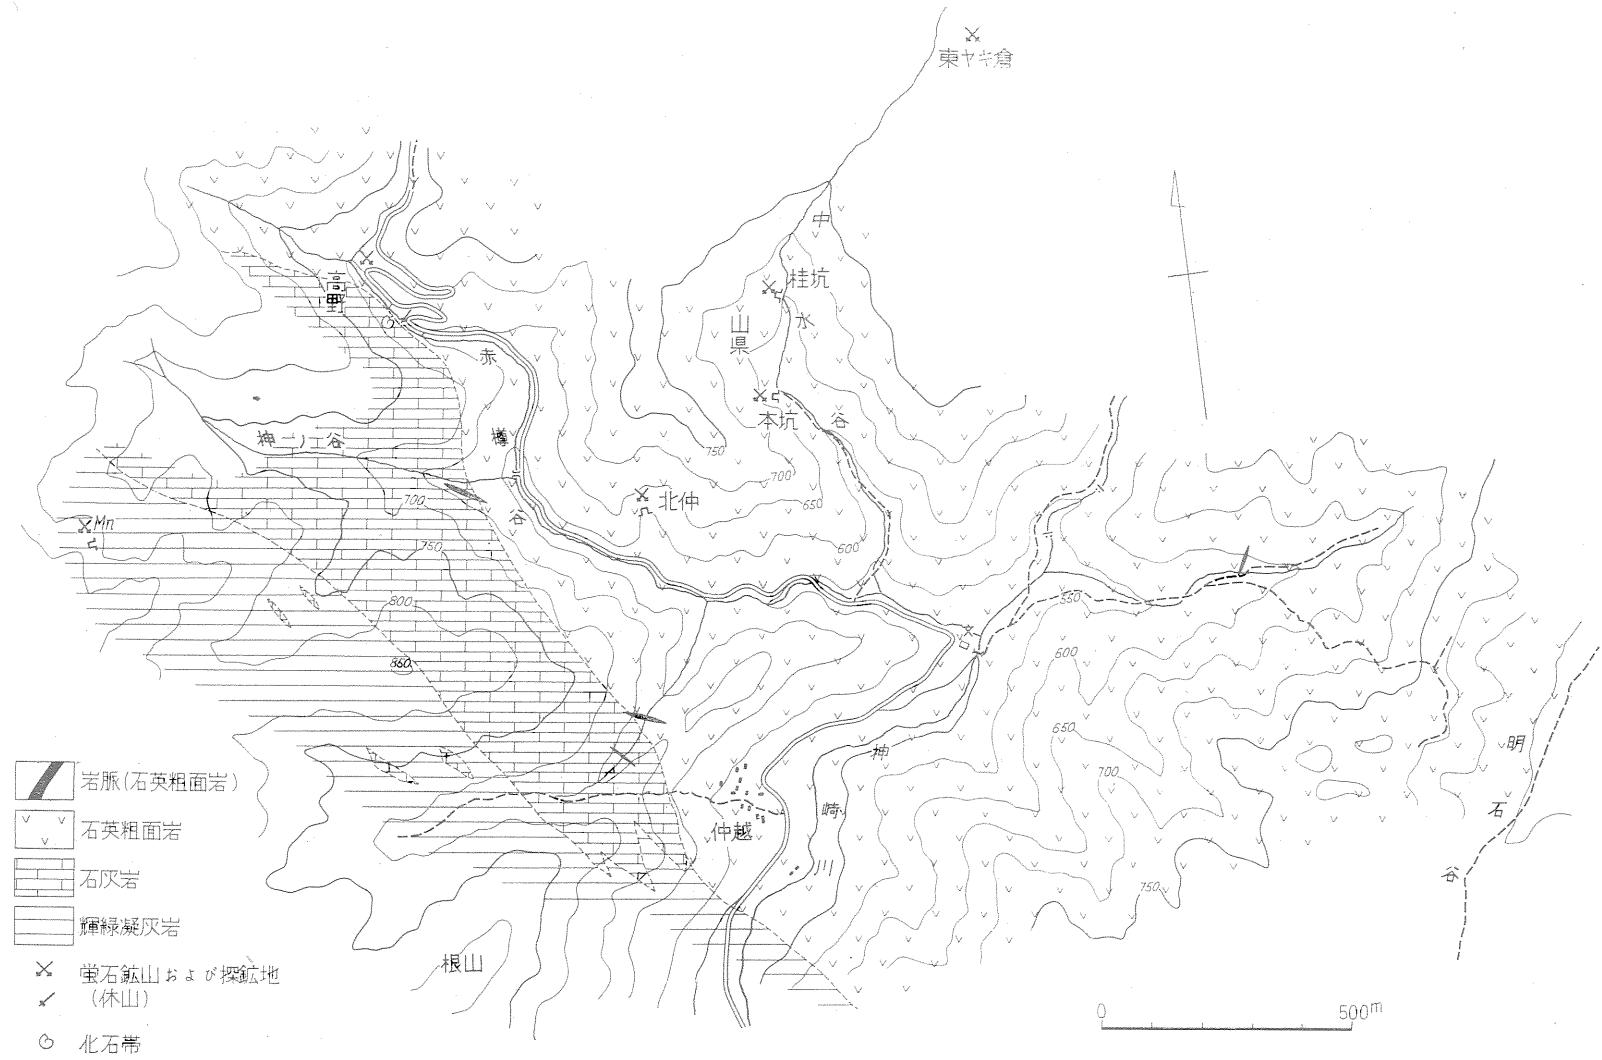 東ヤキ倉
中
桂坑
水
山県
高野
赤
本坑
谷
樽
神ニノ工谷
750
700
650
北仲
谷
700
Mn
600
750
550
800
600
860
650
神
明
700
岩脈(石英粗面岩)
崎
石
石英粗面岩
仲越
川
谷
石灰岩
750
輝緑凝灰岩
根山
蛍石鉱山および探鉱地
(休山)
0 500m
化石帯